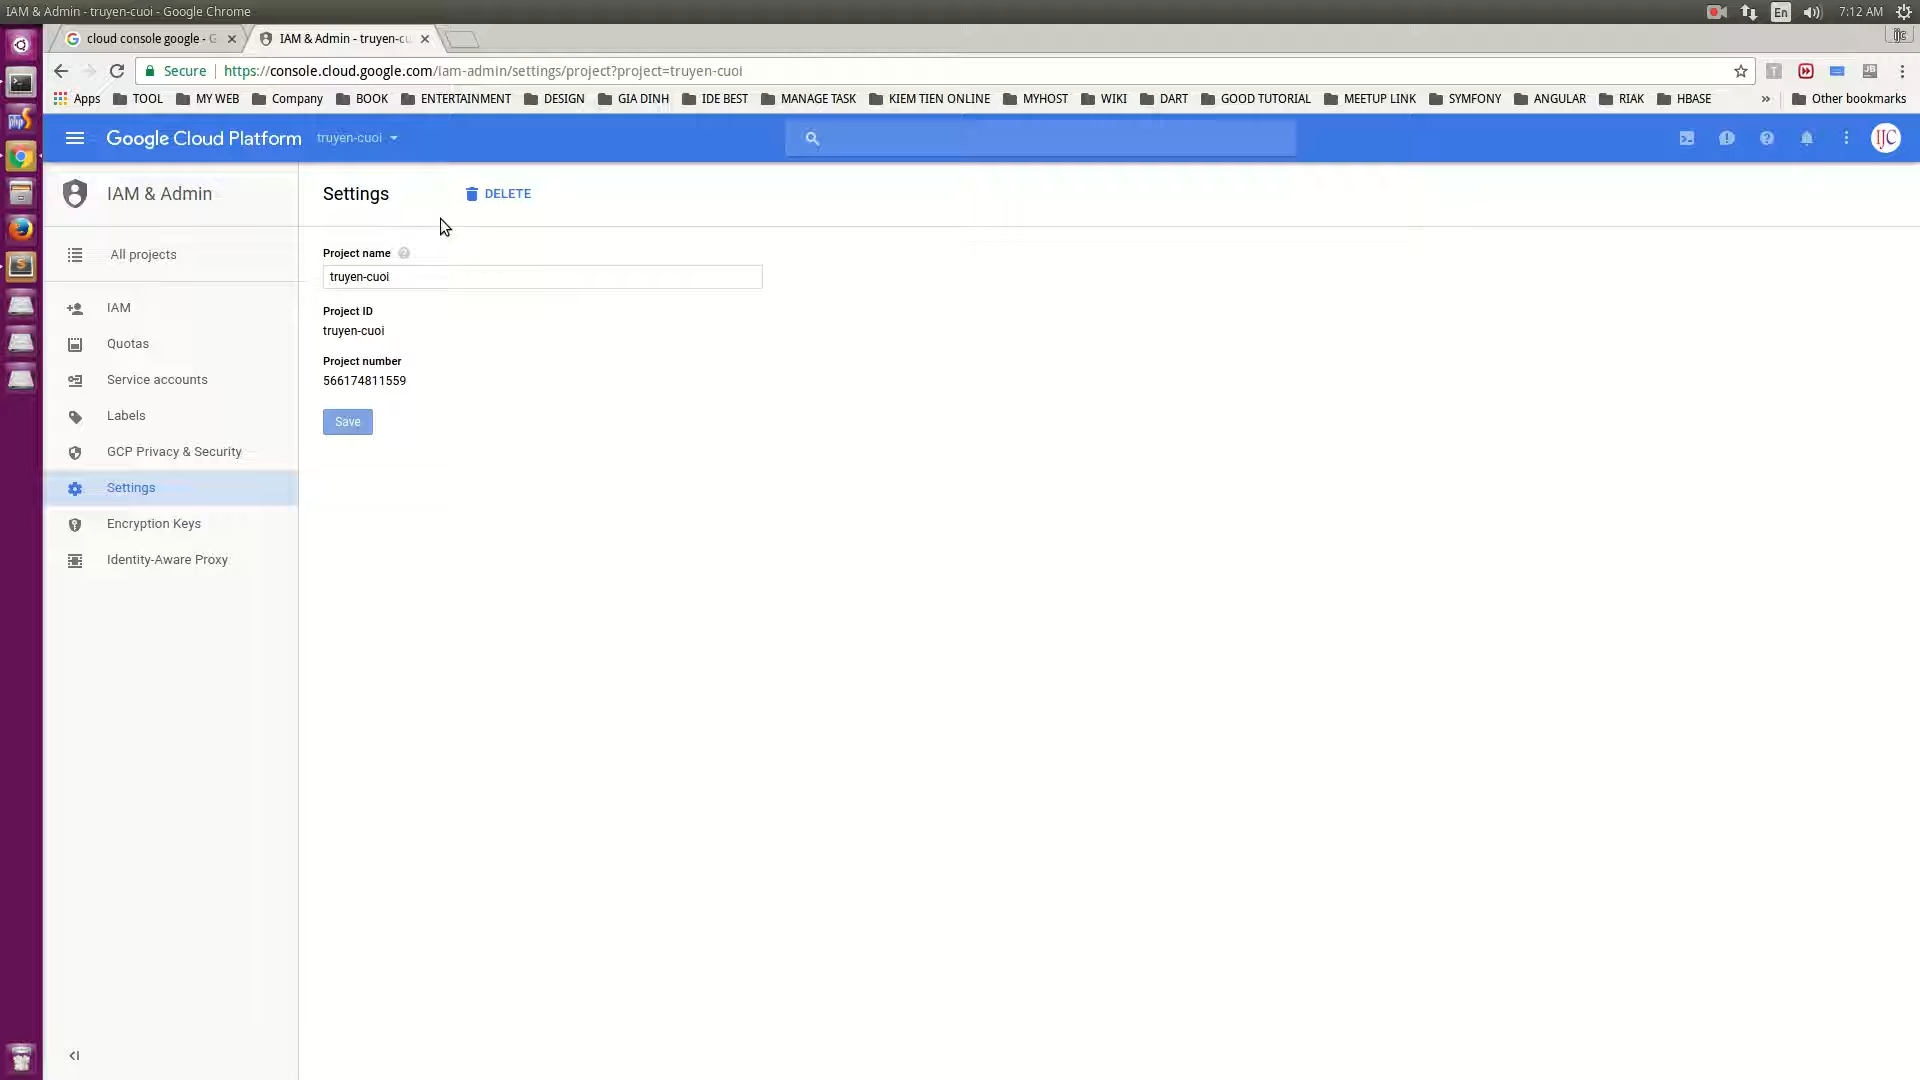 IAM & Admin - truyen-cuoi - Google Chrome
En
7:12 AM
cloud console google - G
IAM & Admin - truyen-cu
Secure
https://console.cloud.google.com/iam-admin/settings/project?project=truyen-cuoi
Apps
TOOL
MY WEB
Company
BOOK
ENTERTAINMENT
DESIGN
GIA DINH
IDE BEST
MANAGE TASK
KIEM TIEN ONLINE
MYHOST
WIKI
DART
GOOD TUTORIAL
MEETUP LINK
SYMFONY
ANGULAR
RIAK
HBASE
»
Other bookmarks
Google Cloud Platform
truyen-cuoi
IJC
IAM & Admin
Settings
DELETE
All projects
IAM
Quotas
Service accounts
Labels
GCP Privacy & Security
Settings
Encryption Keys
Identity-Aware Proxy
Project name
truyen-cuoi
Project ID
truyen-cuoi
Project number
566174811559
Save